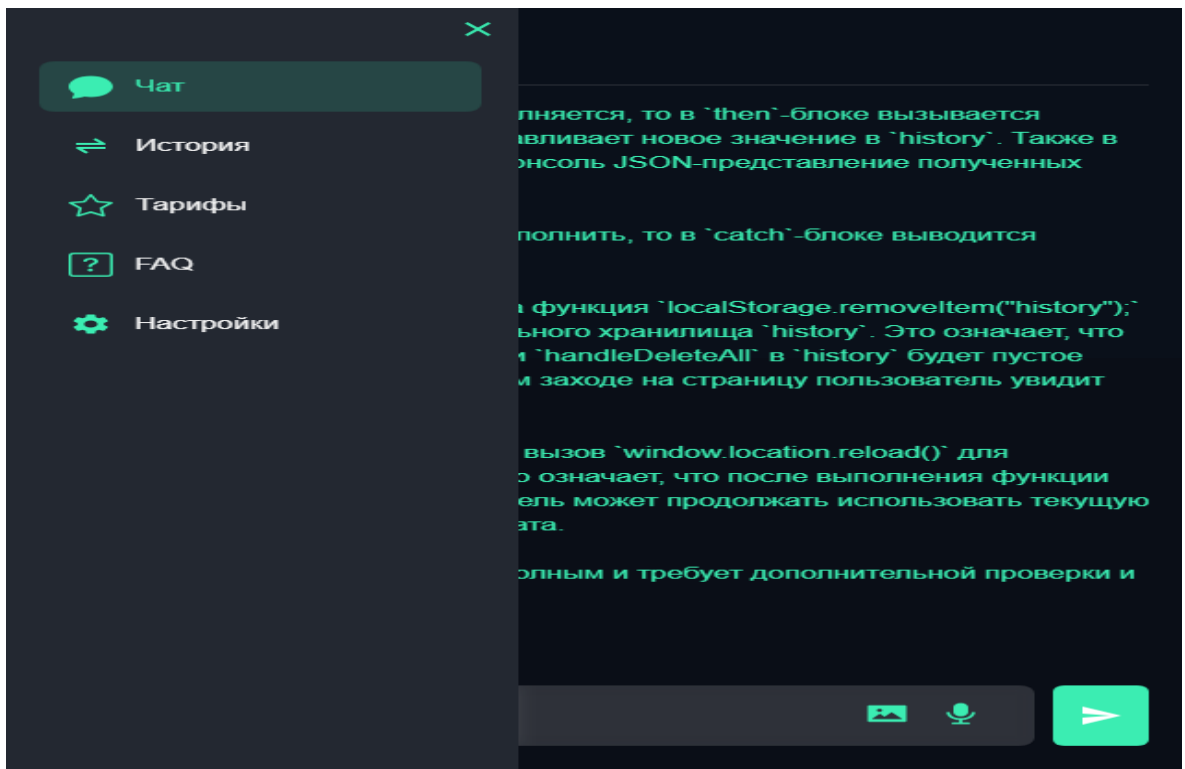 Чат
История
Тарифы
? FAQ
Настройки
лняется, то в `then`-блоке вызывается
авливает новое значение в `history`. Также в
онсоль JSON-представление полученных
полнить, то в `catch`-блоке выводится
функция `localStorage.removeItem("history");`
ьного хранилища `history`. Это означает, что
и `handleDeleteAll` в `history` будет пустое
м заходе на страницу пользователь увидит
вызов `window.location.reload()` для
о означает, что после выполнения функции
ель может продолжать использовать текущую
ата.
олным и требует дополнительной проверки и